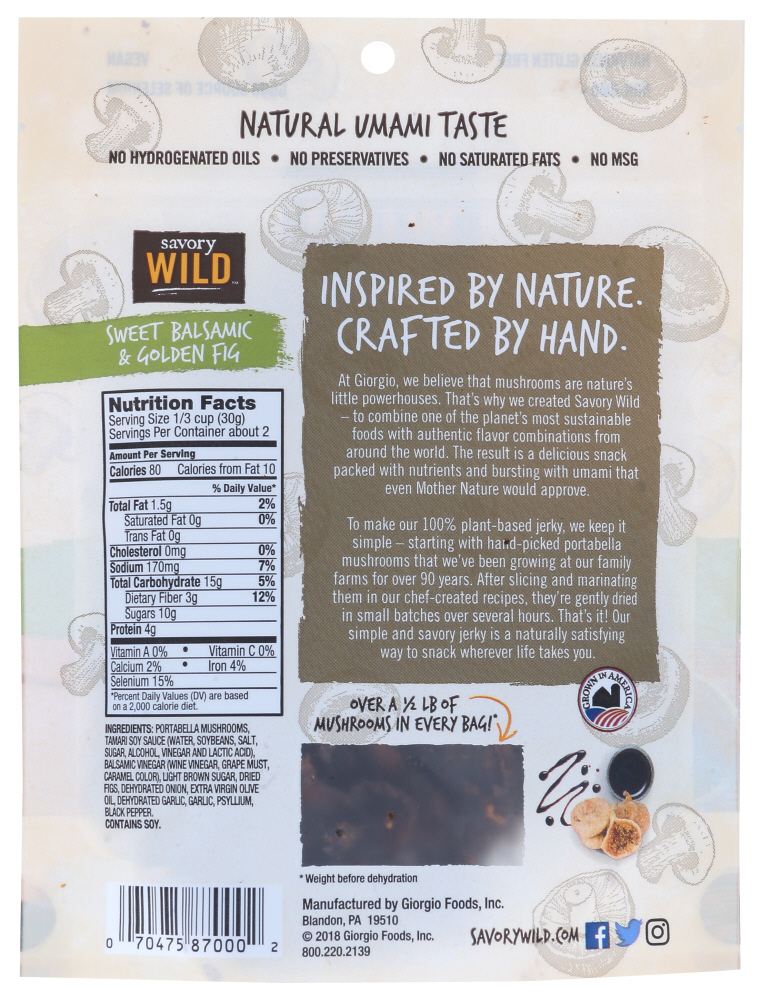 NATURAL UMAMI TASTE
NO HYDROGENATED OILS • NO PRESERVATIVES • NO SATURATED FATS • NO MSG
savory
WILD™
SWEET BALSAMIC
& GOLDEN FIG
INSPIRED BY NATURE.
CRAFTED BY HAND.
At Giorgio, we believe that mushrooms are nature's
little powerhouses. That's why we created Savory Wild
– to combine one of the planet's most sustainable
foods with authentic flavor combinations from
around the world. The result is a delicious snack
packed with nutrients and bursting with umami that
even Mother Nature would approve.
To make our 100% plant-based jerky, we keep it
simple – starting with hand-picked portabella
mushrooms that we've been growing at our family
farms for over 90 years. After slicing and marinating
them in our chef-created recipes, they're gently dried
in small batches over several hours. That's it! Our
simple and savory jerky is a naturally satisfying
way to snack wherever life takes you.
Nutrition Facts
Serving Size 1/3 cup (30g)
Servings Per Container about 2
Amount Per Serving
Calories 80 Calories from Fat 10
% Daily Value*
Total Fat 1.5g 2%
Saturated Fat 0g 0%
Trans Fat 0g
Cholesterol 0mg 0%
Sodium 170mg 7%
Total Carbohydrate 15g 5%
Dietary Fiber 3g 12%
Sugars 10g
Protein 4g
Vitamin A 0% • Vitamin C 0%
Calcium 2% • Iron 4%
Selenium 15%
*Percent Daily Values (DV) are based
on a 2,000 calorie diet.
INGREDIENTS: PORTABELLA MUSHROOMS,
TAMARI SOY SAUCE (WATER, SOYBEANS, SALT,
SUGAR, ALCOHOL, VINEGAR AND LACTIC ACID),
BALSAMIC VINEGAR (WINE VINEGAR, GRAPE MUST,
CARAMEL COLOR), LIGHT BROWN SUGAR, DRIED
FIGS, DEHYDRATED ONION, EXTRA VIRGIN OLIVE
OIL, DEHYDRATED GARLIC, GARLIC, PSYLLIUM,
BLACK PEPPER.
CONTAINS SOY.
0 70475 87000 2
GROWN IN AMERICA
OVER A ½ LB OF
MUSHROOMS IN EVERY BAG!*
* Weight before dehydration
Manufactured by Giorgio Foods, Inc.
Blandon, PA 19510
© 2018 Giorgio Foods, Inc.
800.220.2139
SAVORYWILD.COM